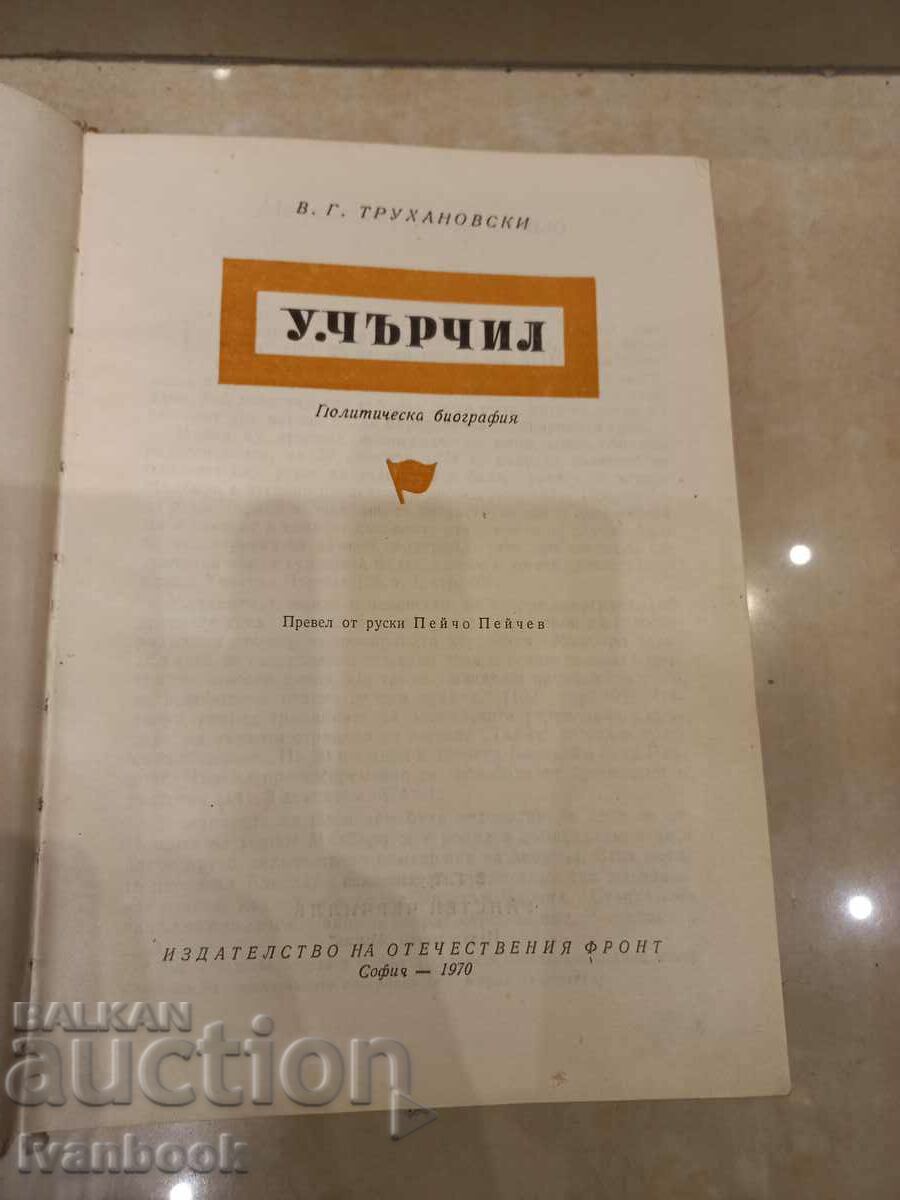 В. Г. ТРУХАНОВСКИ
У.ЧЪРЧИЛ
Политическа биография
Превел от руски Пейчо Пейчев
ИЗДАТЕЛСТВО НА ОТЕЧЕСТВЕНИЯ ФРОНТ
София — 1970
BALKAN
auction
Ivanbook